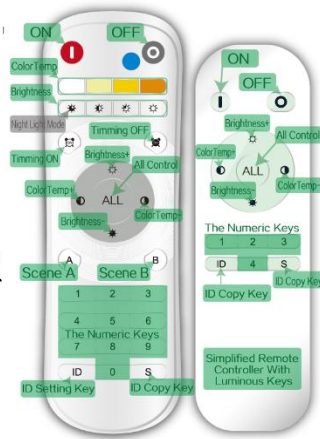 ON
OFF
ColorTemp
Brightness
Night Light Mode
Timming OFF
Timming ON
Brightness+
All Control
ColorTemp+
ALL
ColorTemp-
Brightness-
A
B
Scene A
Scene B
1 2 3
4 5 6
The Numeric Keys
7 8 9
ID 0 S
ID Setting Key
ID Copy Key
ON
OFF
I O
Brightness+
All Control
ColorTemp+
ALL
ColorTemp-
Brightness-
The Numeric Keys
1 2 3
ID 4 S
ID Copy Key
ID Copy Key
Simplified Remote
Controller With
Luminous Keys